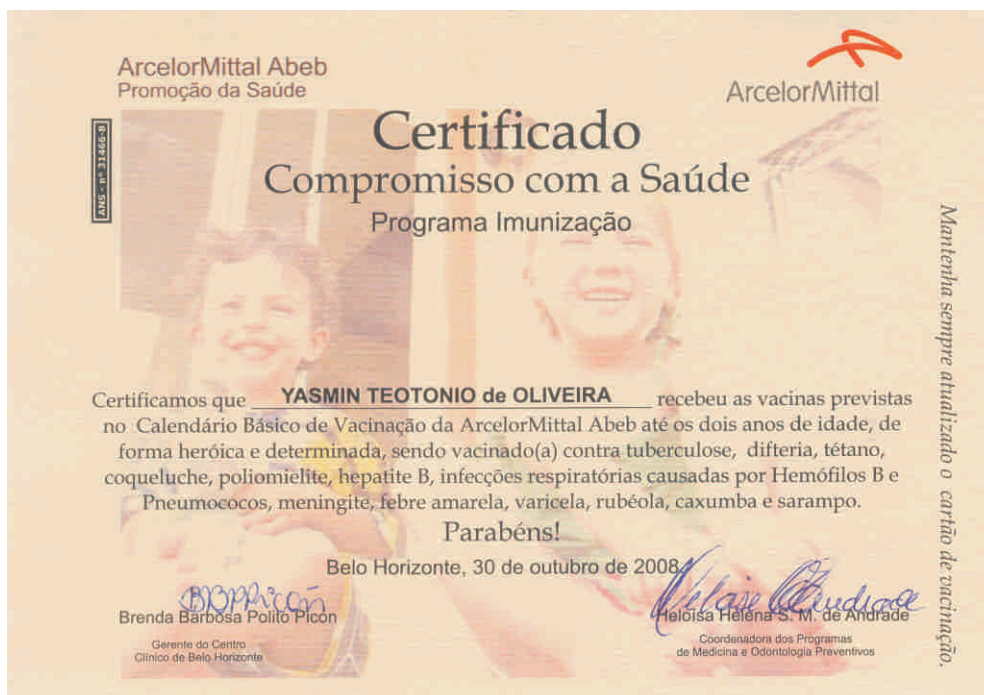 ArcelorMittal Abeb
Promoção da Saúde
ArcelorMittal
ANS - nº 31466-8
Certificado
Compromisso com a Saúde
Programa Imunização
Certificamos que YASMIN TEOTONIO de OLIVEIRA recebeu as vacinas previstas
no Calendário Básico de Vacinação da ArcelorMittal Abeb até os dois anos de idade, de
forma heróica e determinada, sendo vacinado(a) contra tuberculose, difteria, tétano,
coqueluche, poliomielite, hepatite B, infecções respiratórias causadas por Hemófilos B e
Pneumococos, meningite, febre amarela, varicela, rubéola, caxumba e sarampo.
Parabéns!
Belo Horizonte, 30 de outubro de 2008
Brenda Barbosa Polito Picon
Gerente do Centro
Clínico de Belo Horizonte
Heloisa Helena S. M. de Andrade
Coordenadora dos Programas
de Medicina e Odontologia Preventivos
Mantenha sempre atualizado o cartão de vacinação.